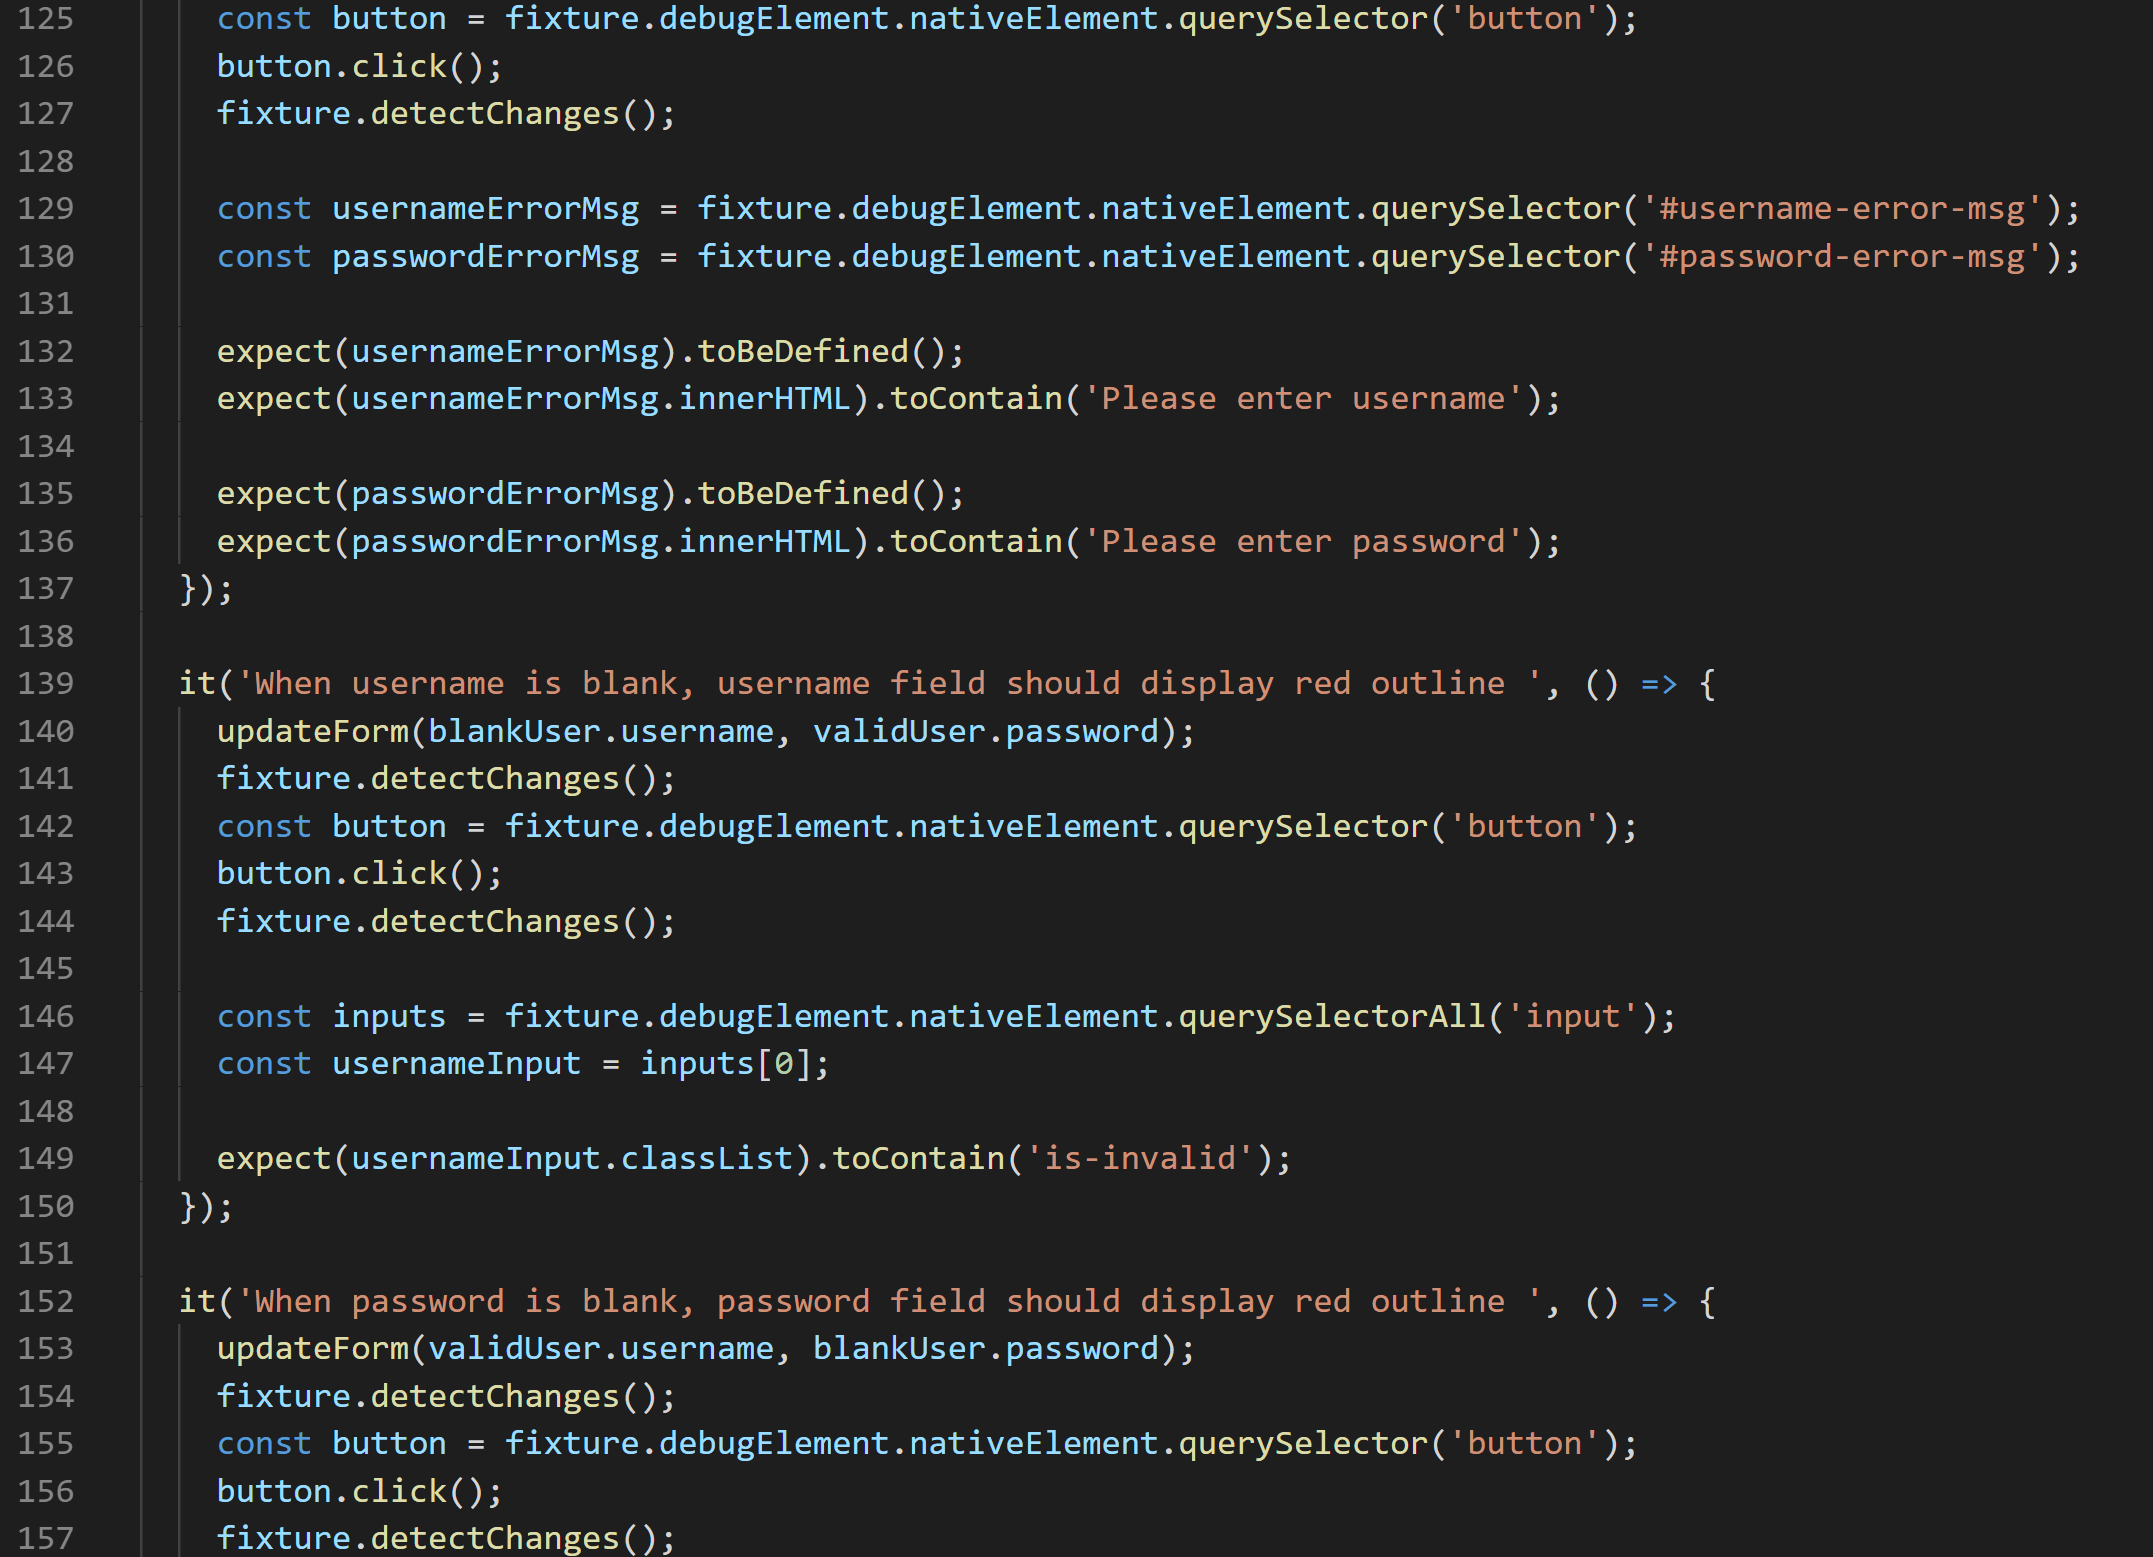 125 const button = fixture.debugElement.nativeElement.querySelector('button');
126 button.click();
127 fixture.detectChanges();
128
129 const usernameErrorMsg = fixture.debugElement.nativeElement.querySelector('#username-error-msg');
130 const passwordErrorMsg = fixture.debugElement.nativeElement.querySelector('#password-error-msg');
131
132 expect(usernameErrorMsg).toBeDefined();
133 expect(usernameErrorMsg.innerHTML).toContain('Please enter username');
134
135 expect(passwordErrorMsg).toBeDefined();
136 expect(passwordErrorMsg.innerHTML).toContain('Please enter password');
137 });
138
139 it('When username is blank, username field should display red outline ', () => {
140 updateForm(blankUser.username, validUser.password);
141 fixture.detectChanges();
142 const button = fixture.debugElement.nativeElement.querySelector('button');
143 button.click();
144 fixture.detectChanges();
145
146 const inputs = fixture.debugElement.nativeElement.querySelectorAll('input');
147 const usernameInput = inputs[0];
148
149 expect(usernameInput.classList).toContain('is-invalid');
150 });
151
152 it('When password is blank, password field should display red outline ', () => {
153 updateForm(validUser.username, blankUser.password);
154 fixture.detectChanges();
155 const button = fixture.debugElement.nativeElement.querySelector('button');
156 button.click();
157 fixture.detectChanges();